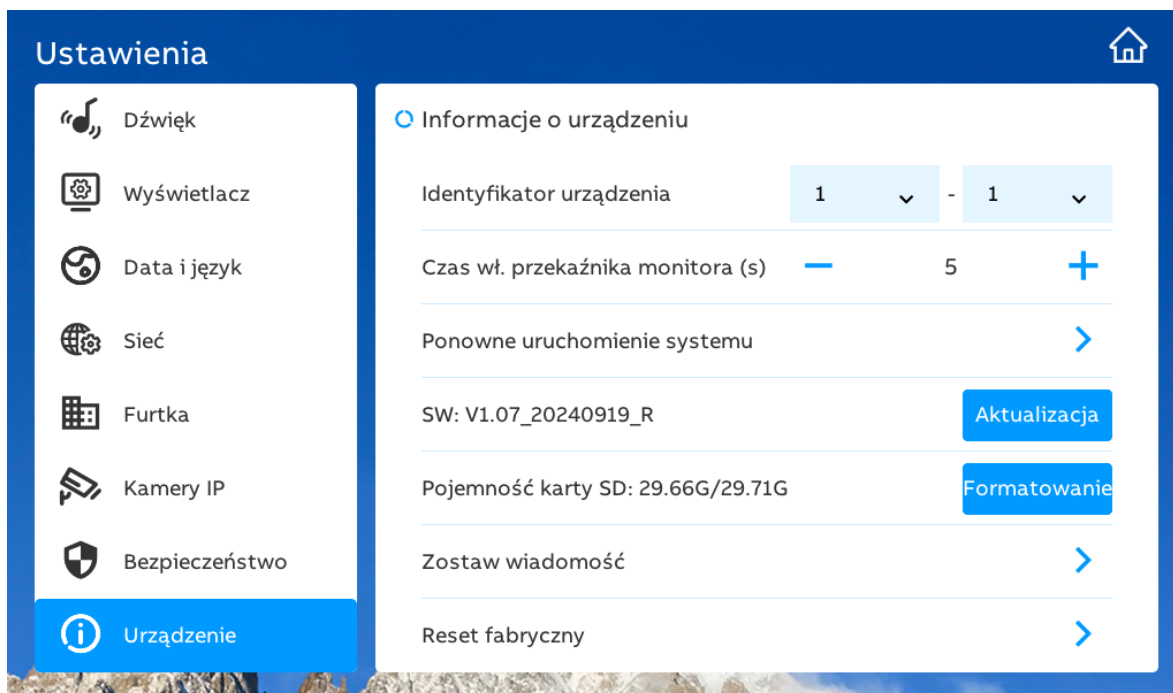 Ustawienia
Dźwięk
Wyświetlacz
Data i język
Sieć
Furtka
Kamery IP
Bezpieczeństwo
Urządzenie
Informacje o urządzeniu
Identyfikator urządzenia 1 - 1
Czas wł. przekaźnika monitora (s) 5
Ponowne uruchomienie systemu
SW: V1.07_20240919_R Aktualizacja
Pojemność karty SD: 29.66G/29.71G Formatowanie
Zostaw wiadomość
Reset fabryczny